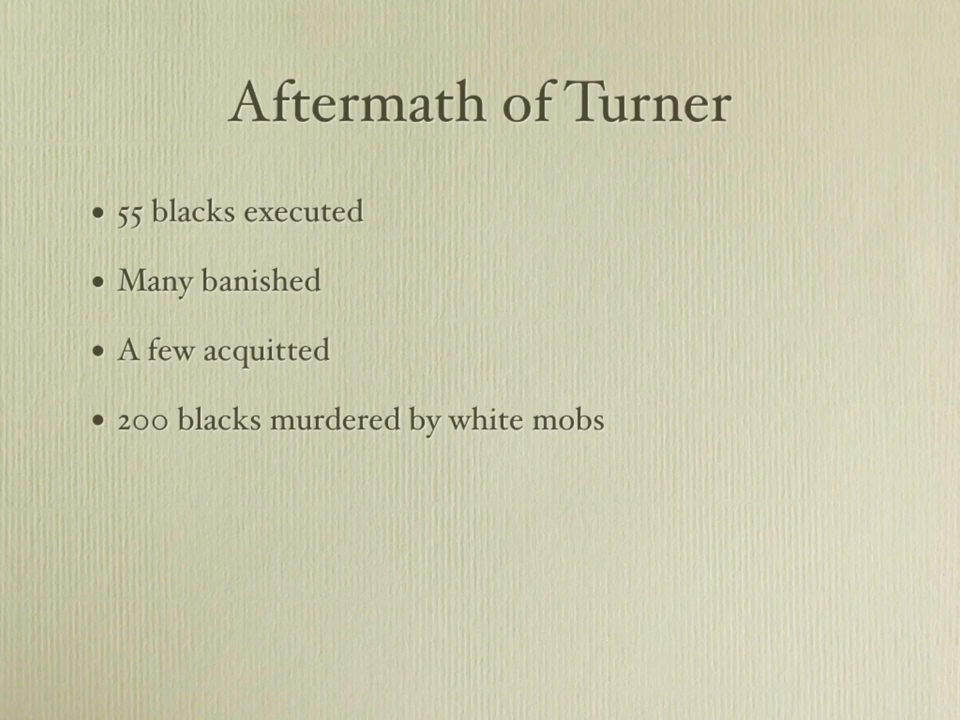 Aftermath of Turner
• 55 blacks executed
• Many banished
• A few acquitted
• 200 blacks murdered by white mobs